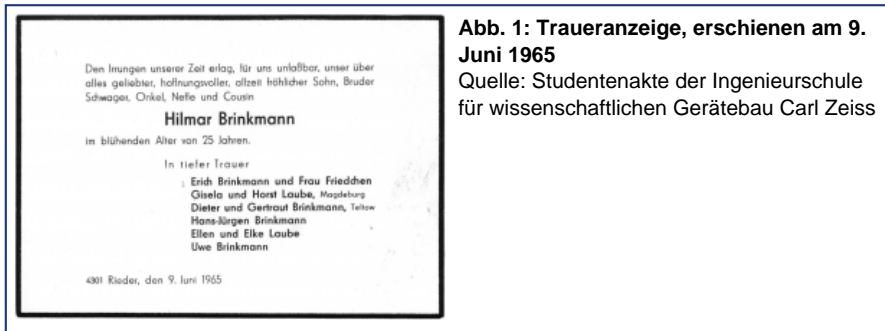 Den Irrungen unserer Zeit erlag, für uns unfaßbar, unser über
alles geliebter, hoffnungsvoller, allzeit höhlicher Sohn, Bruder
Schwager, Onkel, Neffe und Cousin
Hilmar Brinkmann
im blühenden Alter von 25 Jahren.
In tiefer Trauer
Erich Brinkmann und Frau Friedchen
Gisela und Horst Laube, Magdeburg
Dieter und Gertraut Brinkmann, Teltow
Hans-Jürgen Brinkmann
Ellen und Elke Laube
Uwe Brinkmann
4301 Rieder, den 9. Juni 1965
Abb. 1: Traueranzeige, erschienen am 9.
Juni 1965
Quelle: Studentenakte der Ingenieurschule
für wissenschaftlichen Gerätebau Carl Zeiss